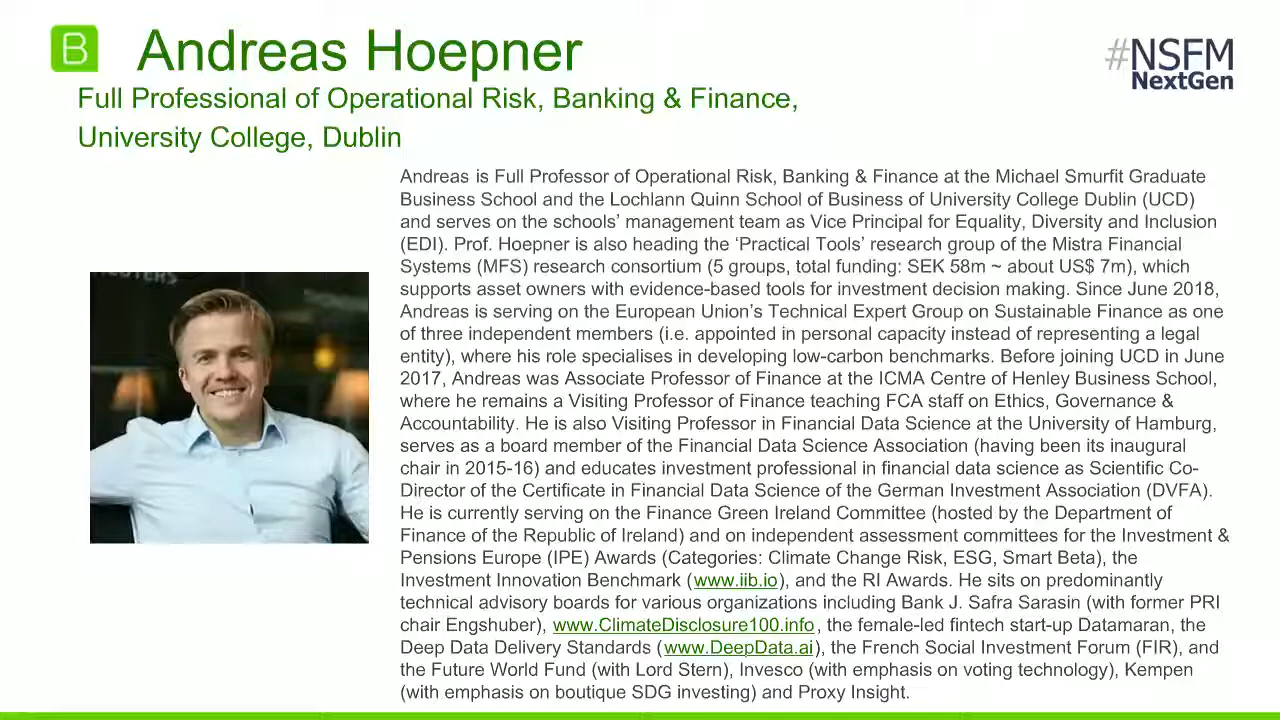 B
Andreas Hoepner
#NSFM
NextGen
Full Professional of Operational Risk, Banking & Finance,
University College, Dublin
Andreas is Full Professor of Operational Risk, Banking & Finance at the Michael Smurfit Graduate
Business School and the Lochlann Quinn School of Business of University College Dublin (UCD)
and serves on the schools’ management team as Vice Principal for Equality, Diversity and Inclusion
(EDI). Prof. Hoepner is also heading the ‘Practical Tools’ research group of the Mistra Financial
Systems (MFS) research consortium (5 groups, total funding: SEK 58m ~ about US$ 7m), which
supports asset owners with evidence-based tools for investment decision making. Since June 2018,
Andreas is serving on the European Union’s Technical Expert Group on Sustainable Finance as one
of three independent members (i.e. appointed in personal capacity instead of representing a legal
entity), where his role specialises in developing low-carbon benchmarks. Before joining UCD in June
2017, Andreas was Associate Professor of Finance at the ICMA Centre of Henley Business School,
where he remains a Visiting Professor of Finance teaching FCA staff on Ethics, Governance &
Accountability. He is also Visiting Professor in Financial Data Science at the University of Hamburg,
serves as a board member of the Financial Data Science Association (having been its inaugural
chair in 2015-16) and educates investment professional in financial data science as Scientific Co-
Director of the Certificate in Financial Data Science of the German Investment Association (DVFA).
He is currently serving on the Finance Green Ireland Committee (hosted by the Department of
Finance of the Republic of Ireland) and on independent assessment committees for the Investment &
Pensions Europe (IPE) Awards (Categories: Climate Change Risk, ESG, Smart Beta), the
Investment Innovation Benchmark (www.iib.io), and the RI Awards. He sits on predominantly
technical advisory boards for various organizations including Bank J. Safra Sarasin (with former PRI
chair Engshuber), www.ClimateDisclosure100.info, the female-led fintech start-up Datamaran, the
Deep Data Delivery Standards (www.DeepData.ai), the French Social Investment Forum (FIR), and
the Future World Fund (with Lord Stern), Invesco (with emphasis on voting technology), Kempen
(with emphasis on boutique SDG investing) and Proxy Insight.